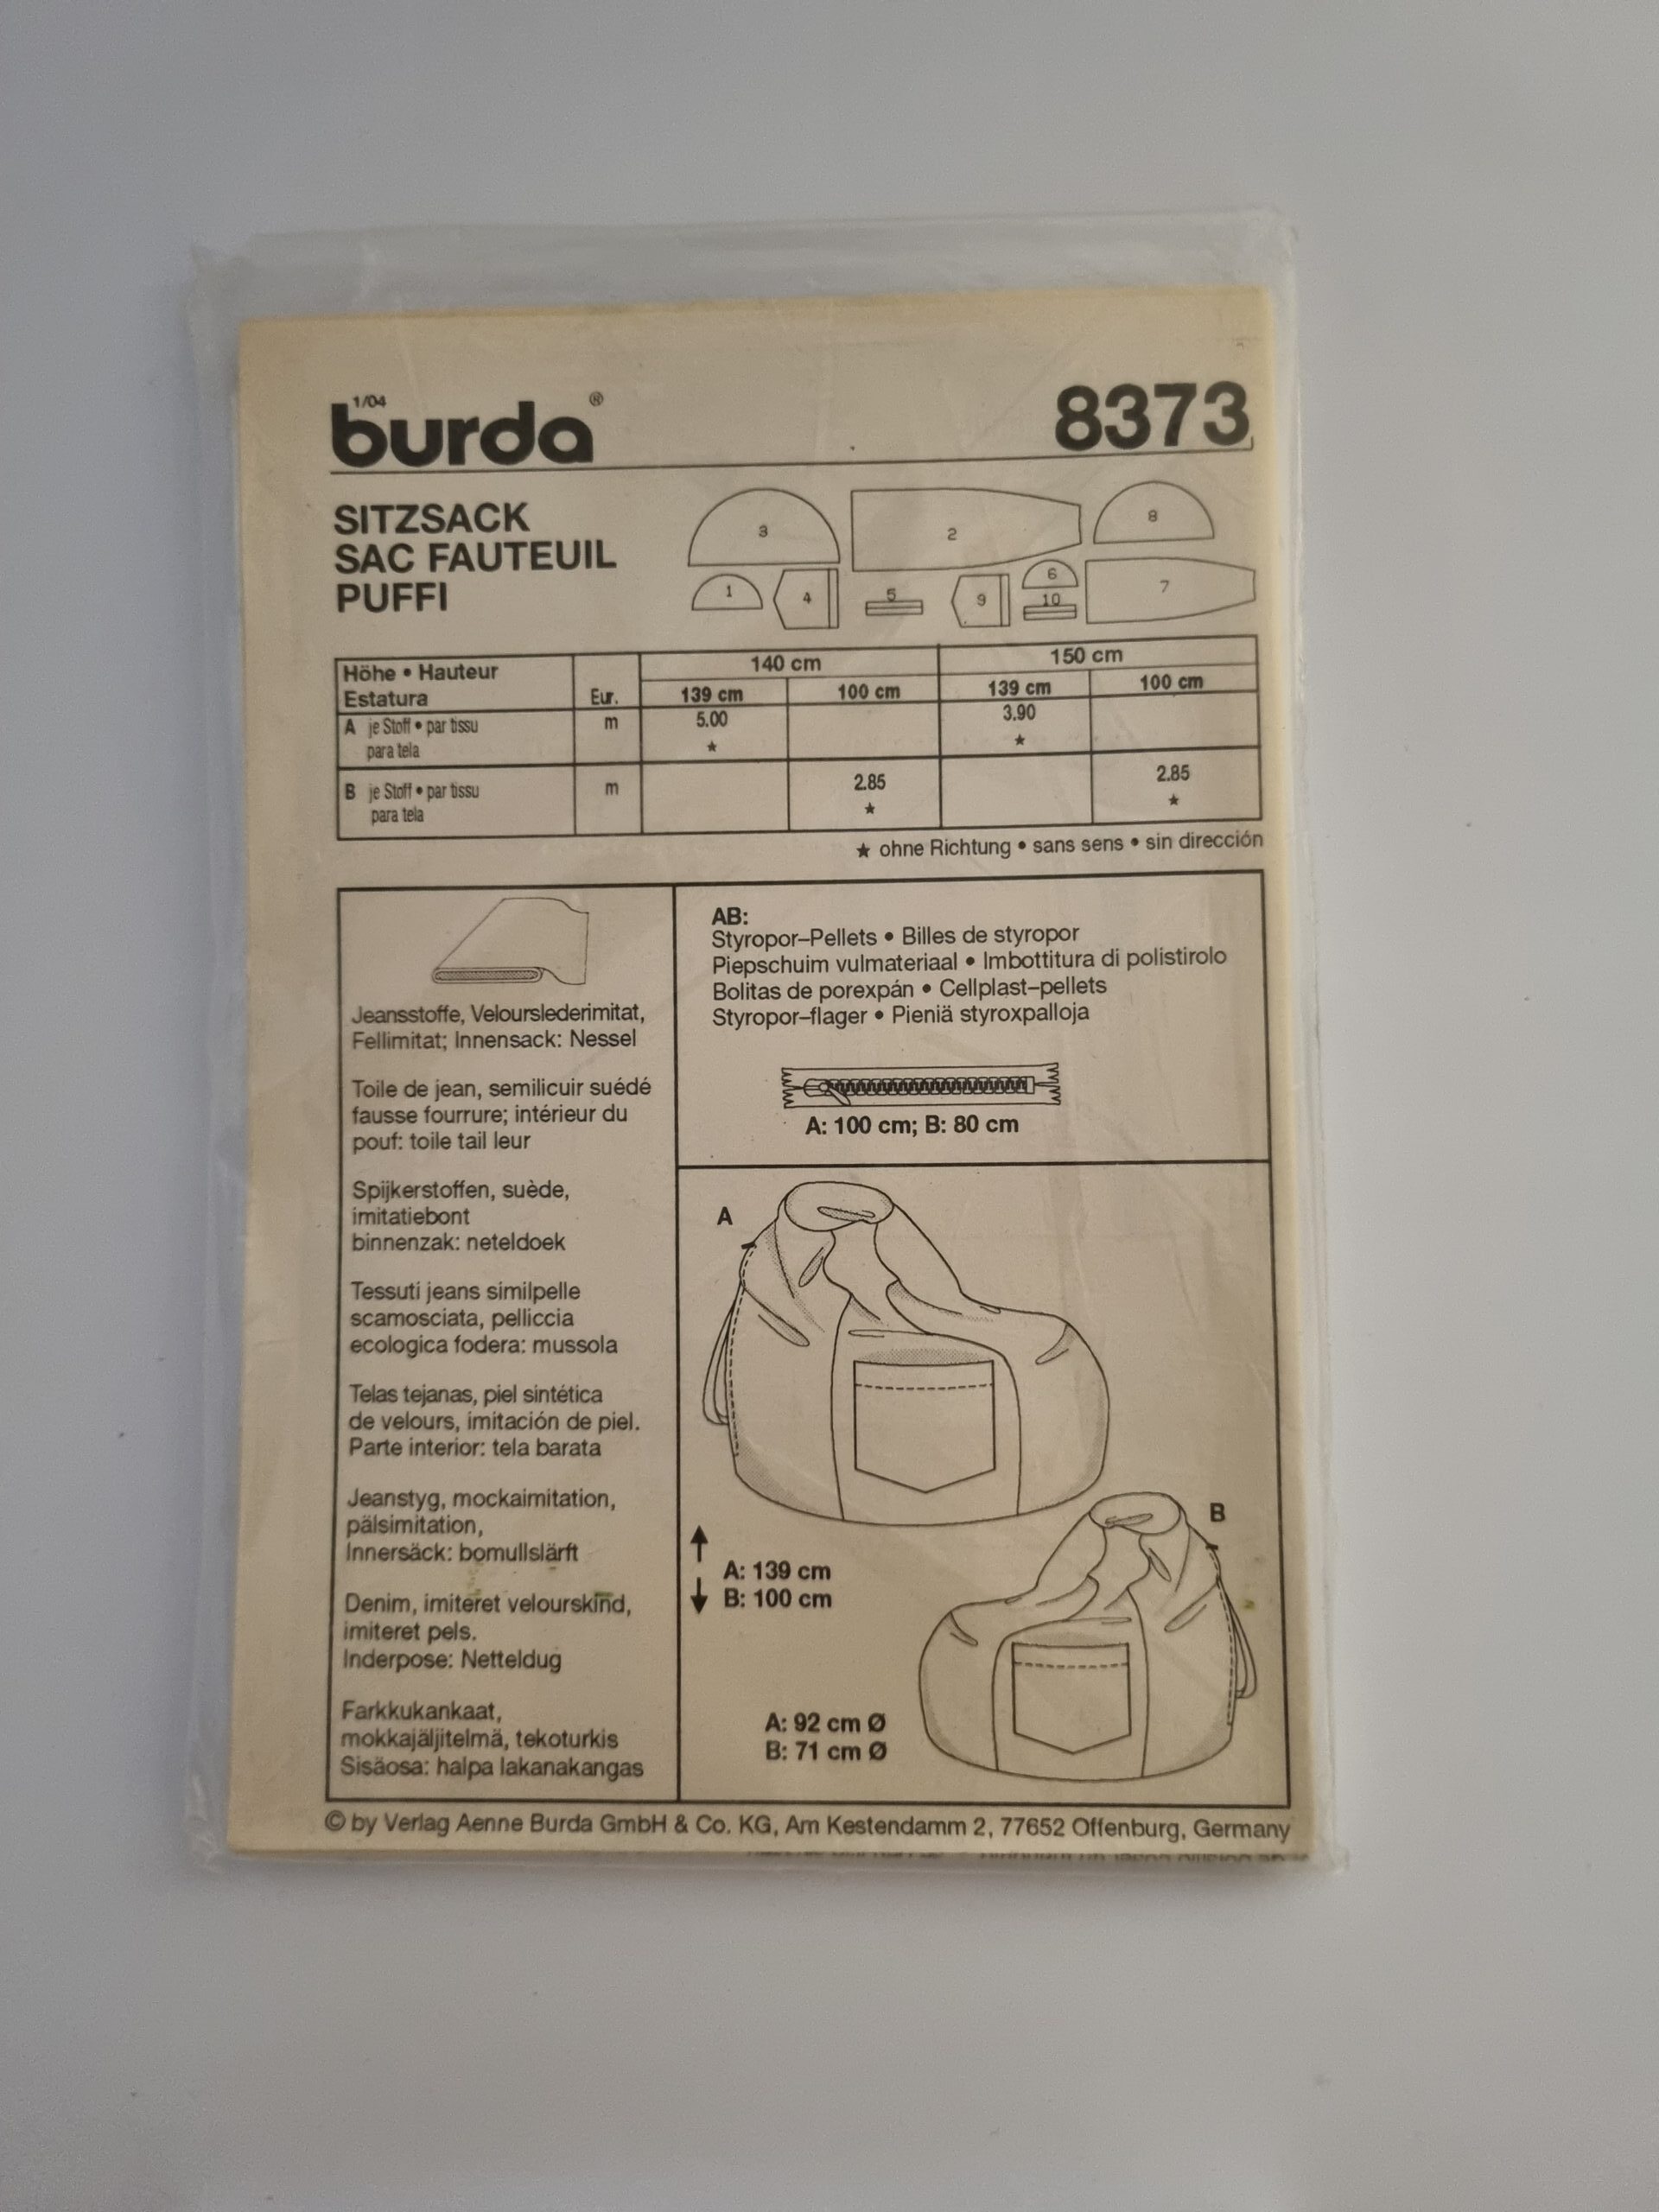 1/04
burda®
8373
SITZSACK
SAC FAUTEUIL
PUFFI
3
2
8
1
4
5
9
6
10
7
Höhe • Hauteur
Estatura
Eur.
140 cm
150 cm
139 cm
100 cm
139 cm
100 cm
A je Stoff • par tissu
para tela
m
5.00
★
3.90
★
B je Stoff • par tissu
para tela
m
2.85
★
2.85
★
★ ohne Richtung • sans sens • sin dirección
Jeansstoffe, Velourslederimitat,
Fellimitat; Innensack: Nessel
Toile de jean, semilicuir suédé
fausse fourrure; intérieur du
pouf: toile tail leur
Spijkerstoffen, suède,
imitatiebont
binnenzak: neteldoek
Tessuti jeans similpelle
scamosciata, pelliccia
ecologica fodera: mussola
Telas tejanas, piel sintética
de velours, imitación de piel.
Parte interior: tela barata
Jeanstyg, mockaimitation,
pälsimitation,
Innersäck: bomullslärft
Denim, imiteret velourskind,
imiteret pels.
Inderpose: Netteldug
Farkkukankaat,
mokkajäljitelmä, tekoturkis
Sisäosa: halpa lakanakangas
AB:
Styropor–Pellets • Billes de styropor
Piepschuim vulmateriaal • Imbottitura di polistirolo
Bolitas de porexpán • Cellplast–pellets
Styropor–flager • Pieniä styroxpalloja
A: 100 cm; B: 80 cm
A
B
A: 139 cm
B: 100 cm
A: 92 cm Ø
B: 71 cm Ø
© by Verlag Aenne Burda GmbH & Co. KG, Am Kestendamm 2, 77652 Offenburg, Germany